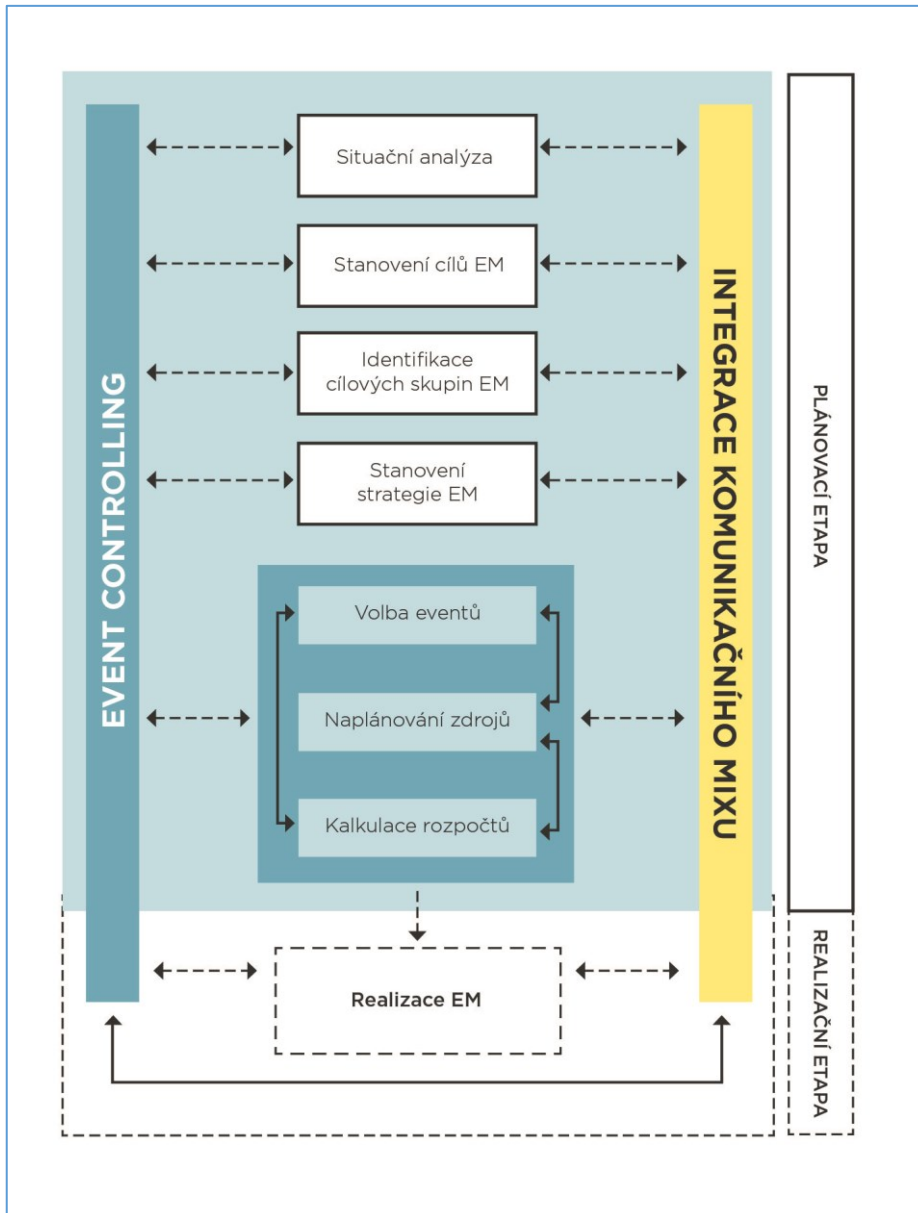 Situační analýza
Stanovení cílů EM
Identifikace
cílových skupin EM
Stanovení
strategie EM
Volba eventů
Naplánování zdrojů
Kalkulace rozpočtů
Realizace EM
EVENT CONTROLLING
INTEGRACE KOMUNIKAČNÍHO MIXU
PLÁNOVACÍ ETAPA
REALIZAČNÍ ETAPA